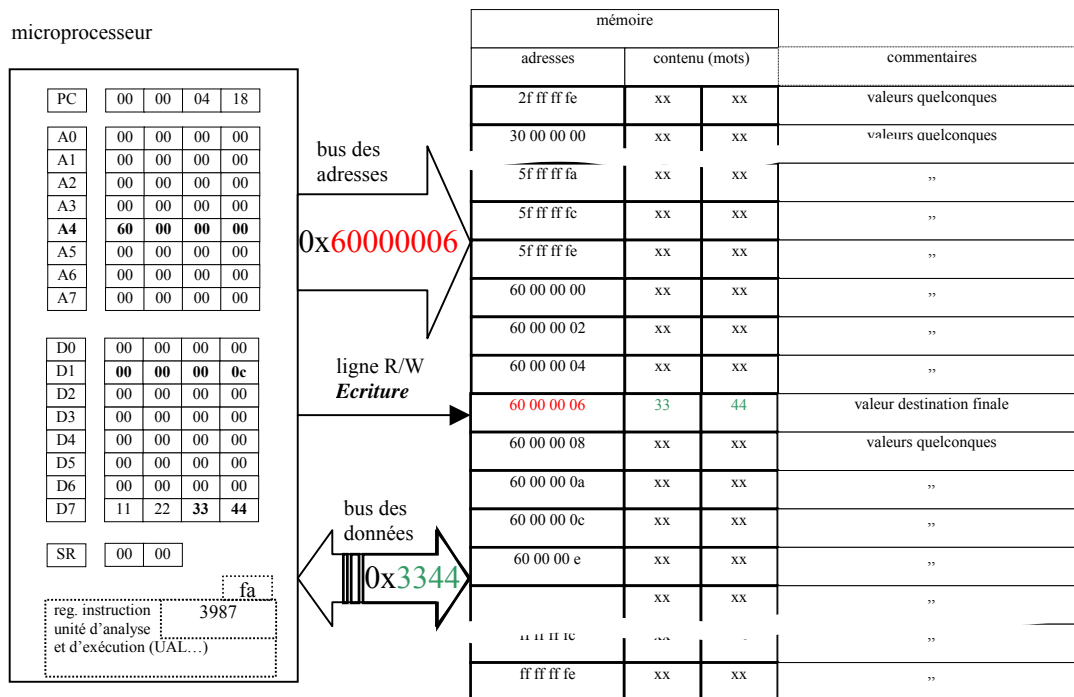 microprocesseur
PC 00 00 04 18
A0 00 00 00 00
A1 00 00 00 00
A2 00 00 00 00
A3 00 00 00 00
A4 60 00 00 00
A5 00 00 00 00
A6 00 00 00 00
A7 00 00 00 00
D0 00 00 00 00
D1 00 00 00 0c
D2 00 00 00 00
D3 00 00 00 00
D4 00 00 00 00
D5 00 00 00 00
D6 00 00 00 00
D7 11 22 33 44
SR 00 00
fa
reg. instruction 3987
unité d'analyse
et d'exécution (UAL…)
bus des
adresses
0x60000006
ligne R/W
Ecriture
bus des
données
0x3344
mémoire
adresses contenu (mots) commentaires
2f ff ff fe xx xx valeurs quelconques
30 00 00 00 xx xx valeurs quelconques
5f ff ff fa xx xx ,,
5f ff ff fc xx xx ,,
5f ff ff fe xx xx ,,
60 00 00 00 xx xx ,,
60 00 00 02 xx xx ,,
60 00 00 04 xx xx ,,
60 00 00 06 33 44 valeur destination finale
60 00 00 08 xx xx valeurs quelconques
60 00 00 0a xx xx ,,
60 00 00 0c xx xx ,,
60 00 00 e xx xx ,,
xx xx ,,
ff ff ff fc xx ,,
ff ff ff fe xx xx ,,